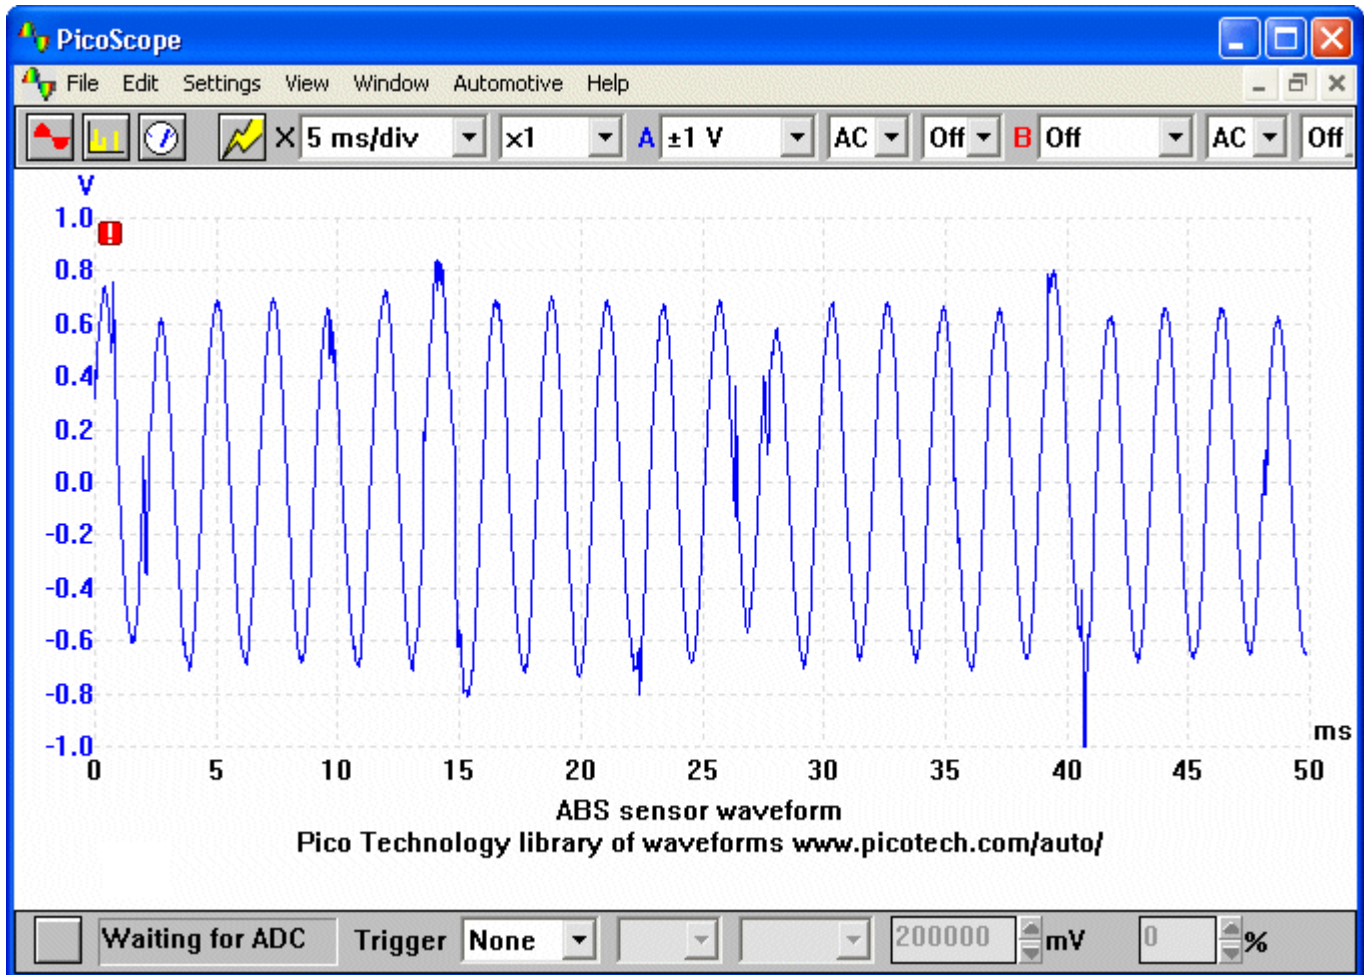 PicoScope
File Edit Settings View Window Automotive Help
X 5 ms/div x1 A ±1 V AC Off B Off AC Off
V
1.0
!
0.8
0.6
0.4
0.2
0.0
-0.2
-0.4
-0.6
-0.8
-1.0
ms
0 5 10 15 20 25 30 35 40 45 50
ABS sensor waveform
Pico Technology library of waveforms www.picotech.com/auto/
Waiting for ADC Trigger None 200000 mV 0 %